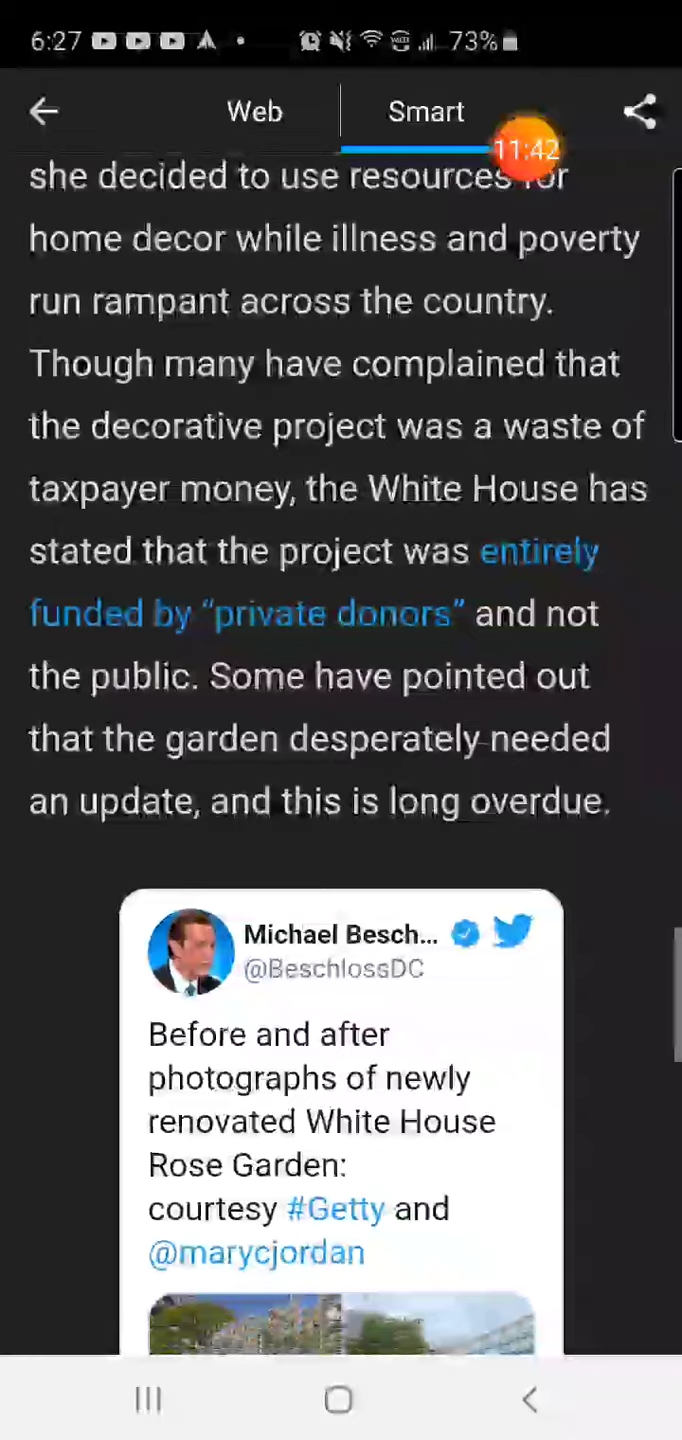 6:27
73%
Web
Smart
11:42
she decided to use resources for
home decor while illness and poverty
run rampant across the country.
Though many have complained that
the decorative project was a waste of
taxpayer money, the White House has
stated that the project was entirely
funded by “private donors” and not
the public. Some have pointed out
that the garden desperately needed
an update, and this is long overdue.
Michael Besch...
@BeschlossDC
Before and after
photographs of newly
renovated White House
Rose Garden:
courtesy #Getty and
@marycjordan